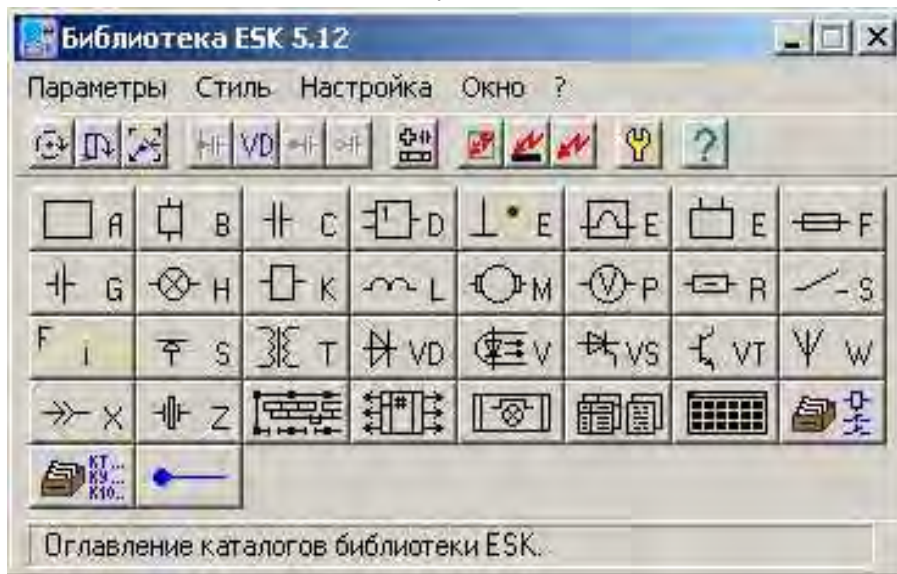 Библиотека ESK 5.12
Параметры Стиль Настройка Окно ?
VD ?
A B C D E E E F
G H K L M V P R S
F i S T VD V VS VT W
X Z #
КТ... КУ... К10..
Оглавление каталогов библиотеки ESK.